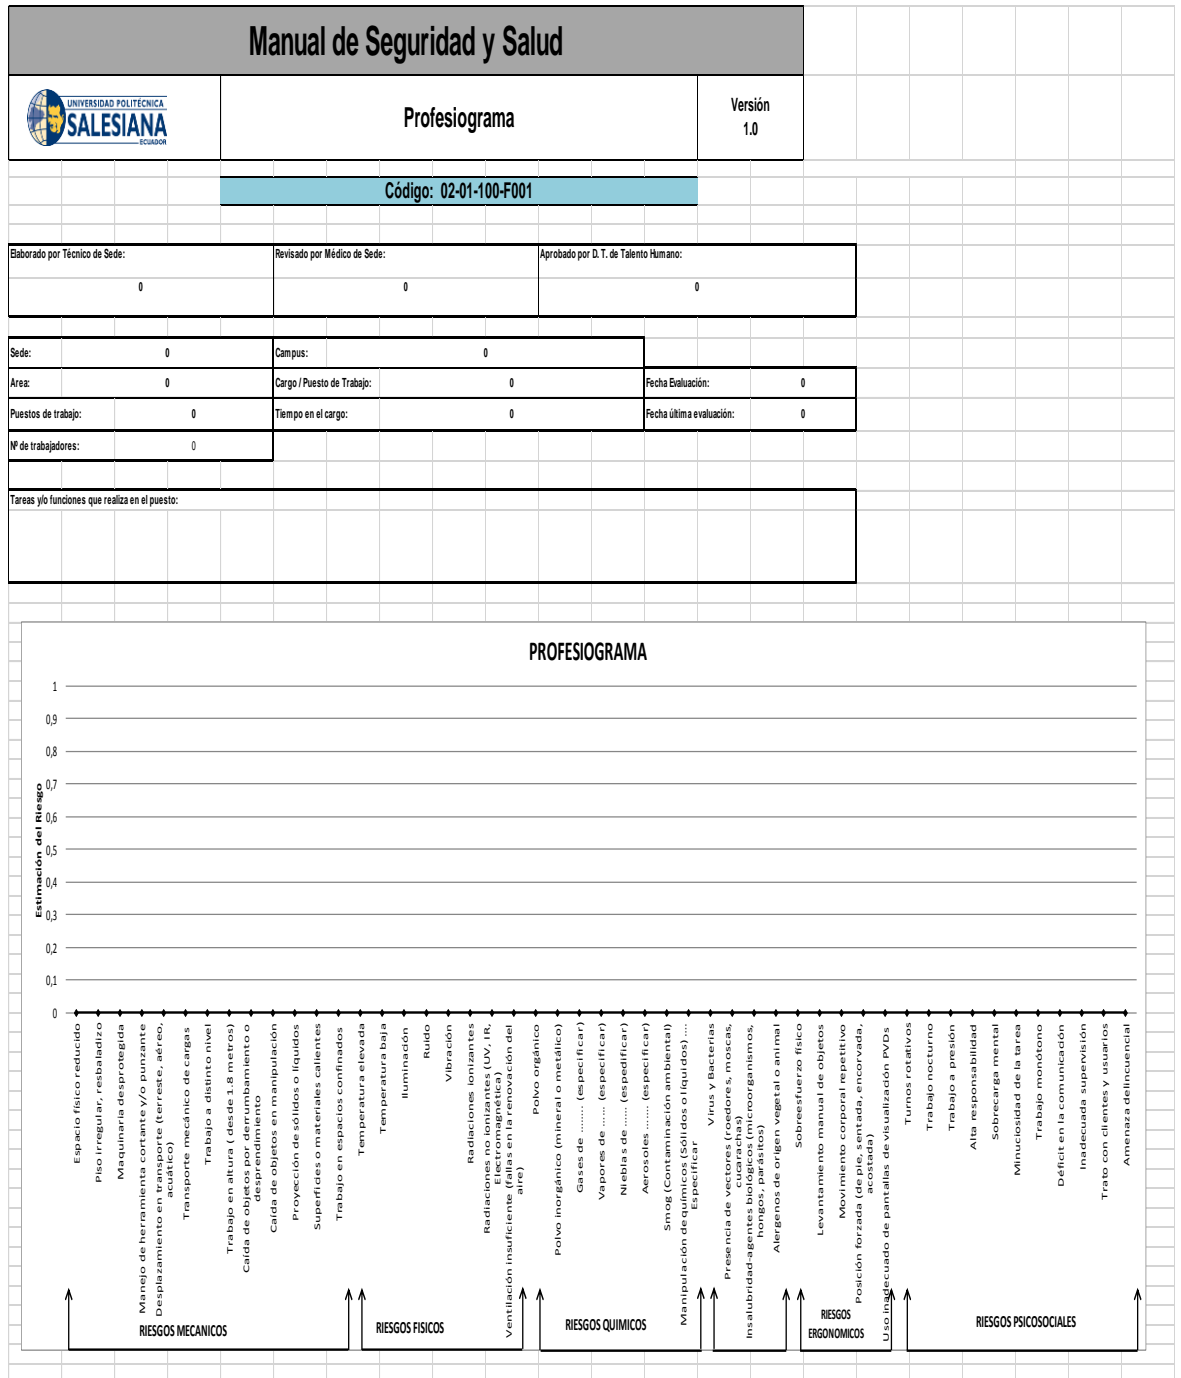 Manual de Seguridad y Salud
UNIVERSIDAD POLITÉCNICA
SALESIANA
ECUADOR
Profesiograma
Versión
1.0
Código: 02-01-100-F001
Elaborado por Técnico de Sede:
Revisado por Médico de Sede:
Aprobado por D. T. de Talento Humano:
0
0
0
Sede:
0
Campus:
0
Area:
0
Cargo / Puesto de Trabajo:
0
Fecha Evaluación:
0
Puestos de trabajo:
0
Tiempo en el cargo:
0
Fecha última evaluación:
0
Nº de trabajadores:
0
Tareas y/o funciones que realiza en el puesto:
PROFESIOGRAMA
Estimación del Riesgo
1
0,9
0,8
0,7
0,6
0,5
0,4
0,3
0,2
0,1
0
Espacio físico reducido
Piso irregular, resbaladizo
Maquinaria desprotegida
Manejo de herramienta cortante y/o punzante
Desplazamiento en transporte (terreste, aéreo,
acuático)
Transporte mecánico de cargas
Trabajo a distinto nivel
Trabajo en altura ( desde 1.8 metros)
Caída de objetos por derrumbamiento o
desprendimiento
Caída de objetos en manipulación
Proyección de sólidos o líquidos
Superficies o materiales calientes
Trabajo en espacios confinados
Temperatura elevada
Temperatura baja
Iluminación
Ruido
Vibración
Radiaciones ionizantes
Radiaciones no ionizantes (UV, IR,
Electromagnética)
Ventilación insuficiente (fallas en la renovación del
aire)
Polvo orgánico
Polvo inorgánico (mineral o metálico)
Gases de ........ (especificar)
Vapores de ...... (especificar)
Nieblas de ...... (espedificar)
Aerosoles ....... (especificar)
Smog (Contaminación ambiental)
Manipulación de químicos (Sólidos o líquidos) ....
Especificar
Virus y Bacterias
Presencia de vectores (roedores, moscas,
cucarachas)
Insalubridad-agentes biológicos (microorganismos,
hongos, parásitos)
Alergenos de origen vegetal o animal
Sobreesfuerzo físico
Levantamiento manual de objetos
Movimiento corporal repetitivo
Posición forzada (de pie, sentada, encorvada,
acostada)
Uso inadecuado de pantallas de visualización PVDs
Turnos rotativos
Trabajo nocturno
Trabajo a presión
Alta responsabilidad
Sobrecarga mental
Minuciosidad de la tarea
Trabajo monótono
Déficit en la comunicación
Inadecuada supervisión
Trato con clientes y usuarios
Amenaza delincuencial
RIESGOS MECANICOS
RIESGOS FISICOS
RIESGOS QUIMICOS
RIESGOS
ERGONOMICOS
RIESGOS PSICOSOCIALES